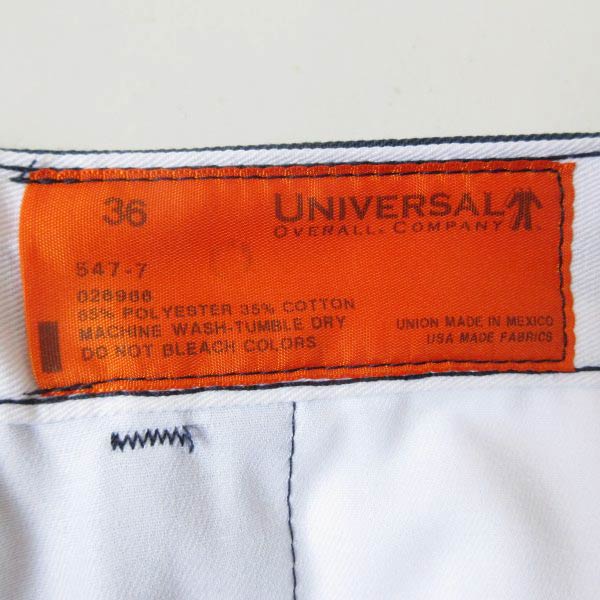 36
UNIVERSAL
OVERALL. COMPANY
547-7
026966
65% POLYESTER 35% COTTON
MACHINE WASH-TUMBLE DRY
DO NOT BLEACH COLORS
UNION MADE IN MEXICO
USA MADE FABRICS